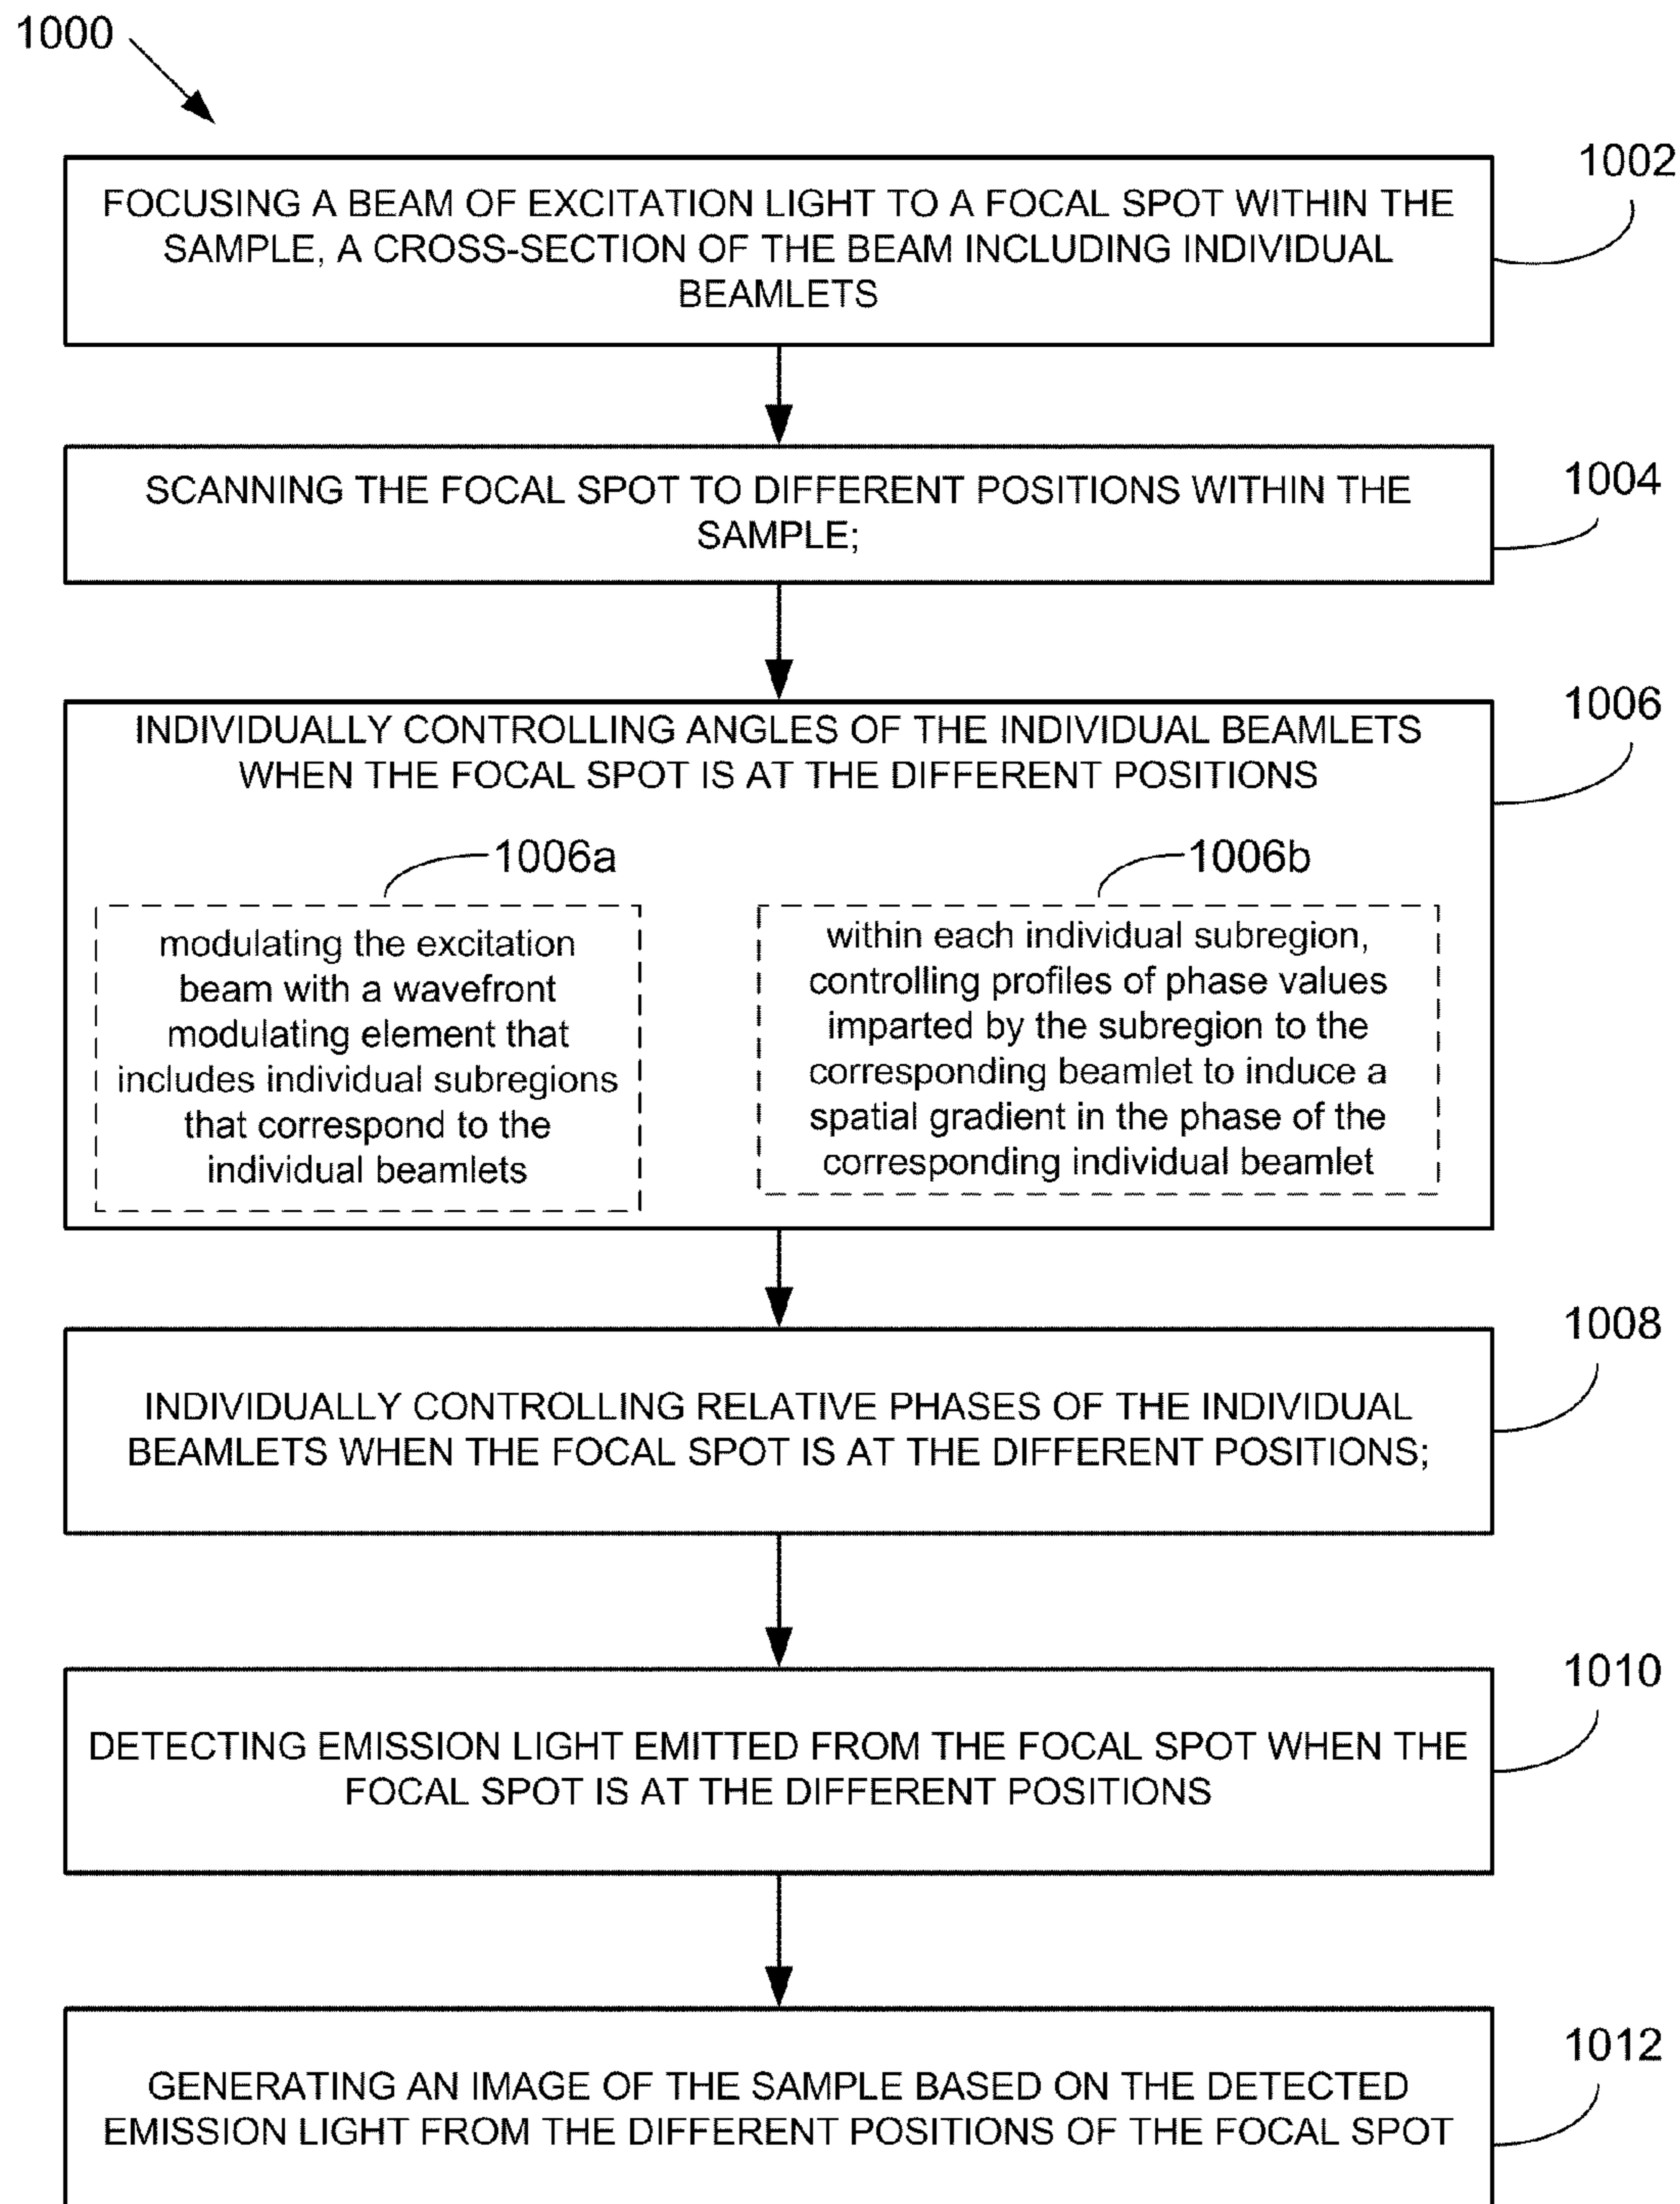 1000
1002
FOCUSING A BEAM OF EXCITATION LIGHT TO A FOCAL SPOT WITHIN THE
SAMPLE, A CROSS-SECTION OF THE BEAM INCLUDING INDIVIDUAL
BEAMLETS
1004
SCANNING THE FOCAL SPOT TO DIFFERENT POSITIONS WITHIN THE
SAMPLE;
1006
INDIVIDUALLY CONTROLLING ANGLES OF THE INDIVIDUAL BEAMLETS
WHEN THE FOCAL SPOT IS AT THE DIFFERENT POSITIONS
1006a
modulating the excitation
beam with a wavefront
modulating element that
includes individual subregions
that correspond to the
individual beamlets
1006b
within each individual subregion,
controlling profiles of phase values
imparted by the subregion to the
corresponding beamlet to induce a
spatial gradient in the phase of the
corresponding individual beamlet
1008
INDIVIDUALLY CONTROLLING RELATIVE PHASES OF THE INDIVIDUAL
BEAMLETS WHEN THE FOCAL SPOT IS AT THE DIFFERENT POSITIONS;
1010
DETECTING EMISSION LIGHT EMITTED FROM THE FOCAL SPOT WHEN THE
FOCAL SPOT IS AT THE DIFFERENT POSITIONS
1012
GENERATING AN IMAGE OF THE SAMPLE BASED ON THE DETECTED
EMISSION LIGHT FROM THE DIFFERENT POSITIONS OF THE FOCAL SPOT